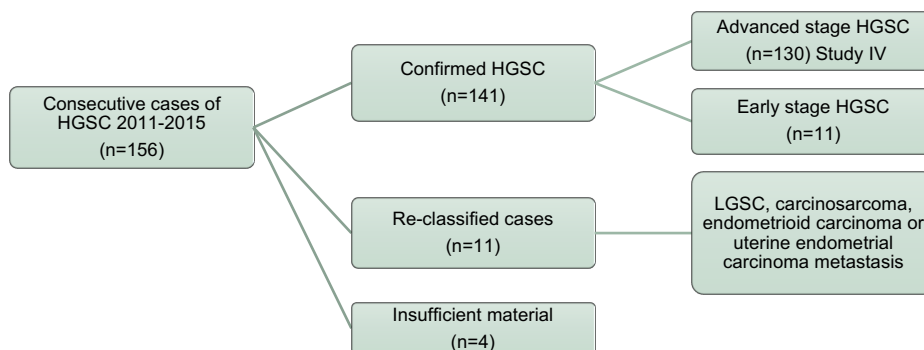 Consecutive cases of
HGSC 2011-2015
(n=156)
Confirmed HGSC
(n=141)
Advanced stage HGSC
(n=130) Study IV
Early stage HGSC
(n=11)
Re-classified cases
(n=11)
LGSC, carcinosarcoma,
endometrioid carcinoma or
uterine endometrial
carcinoma metastasis
Insufficient material
(n=4)